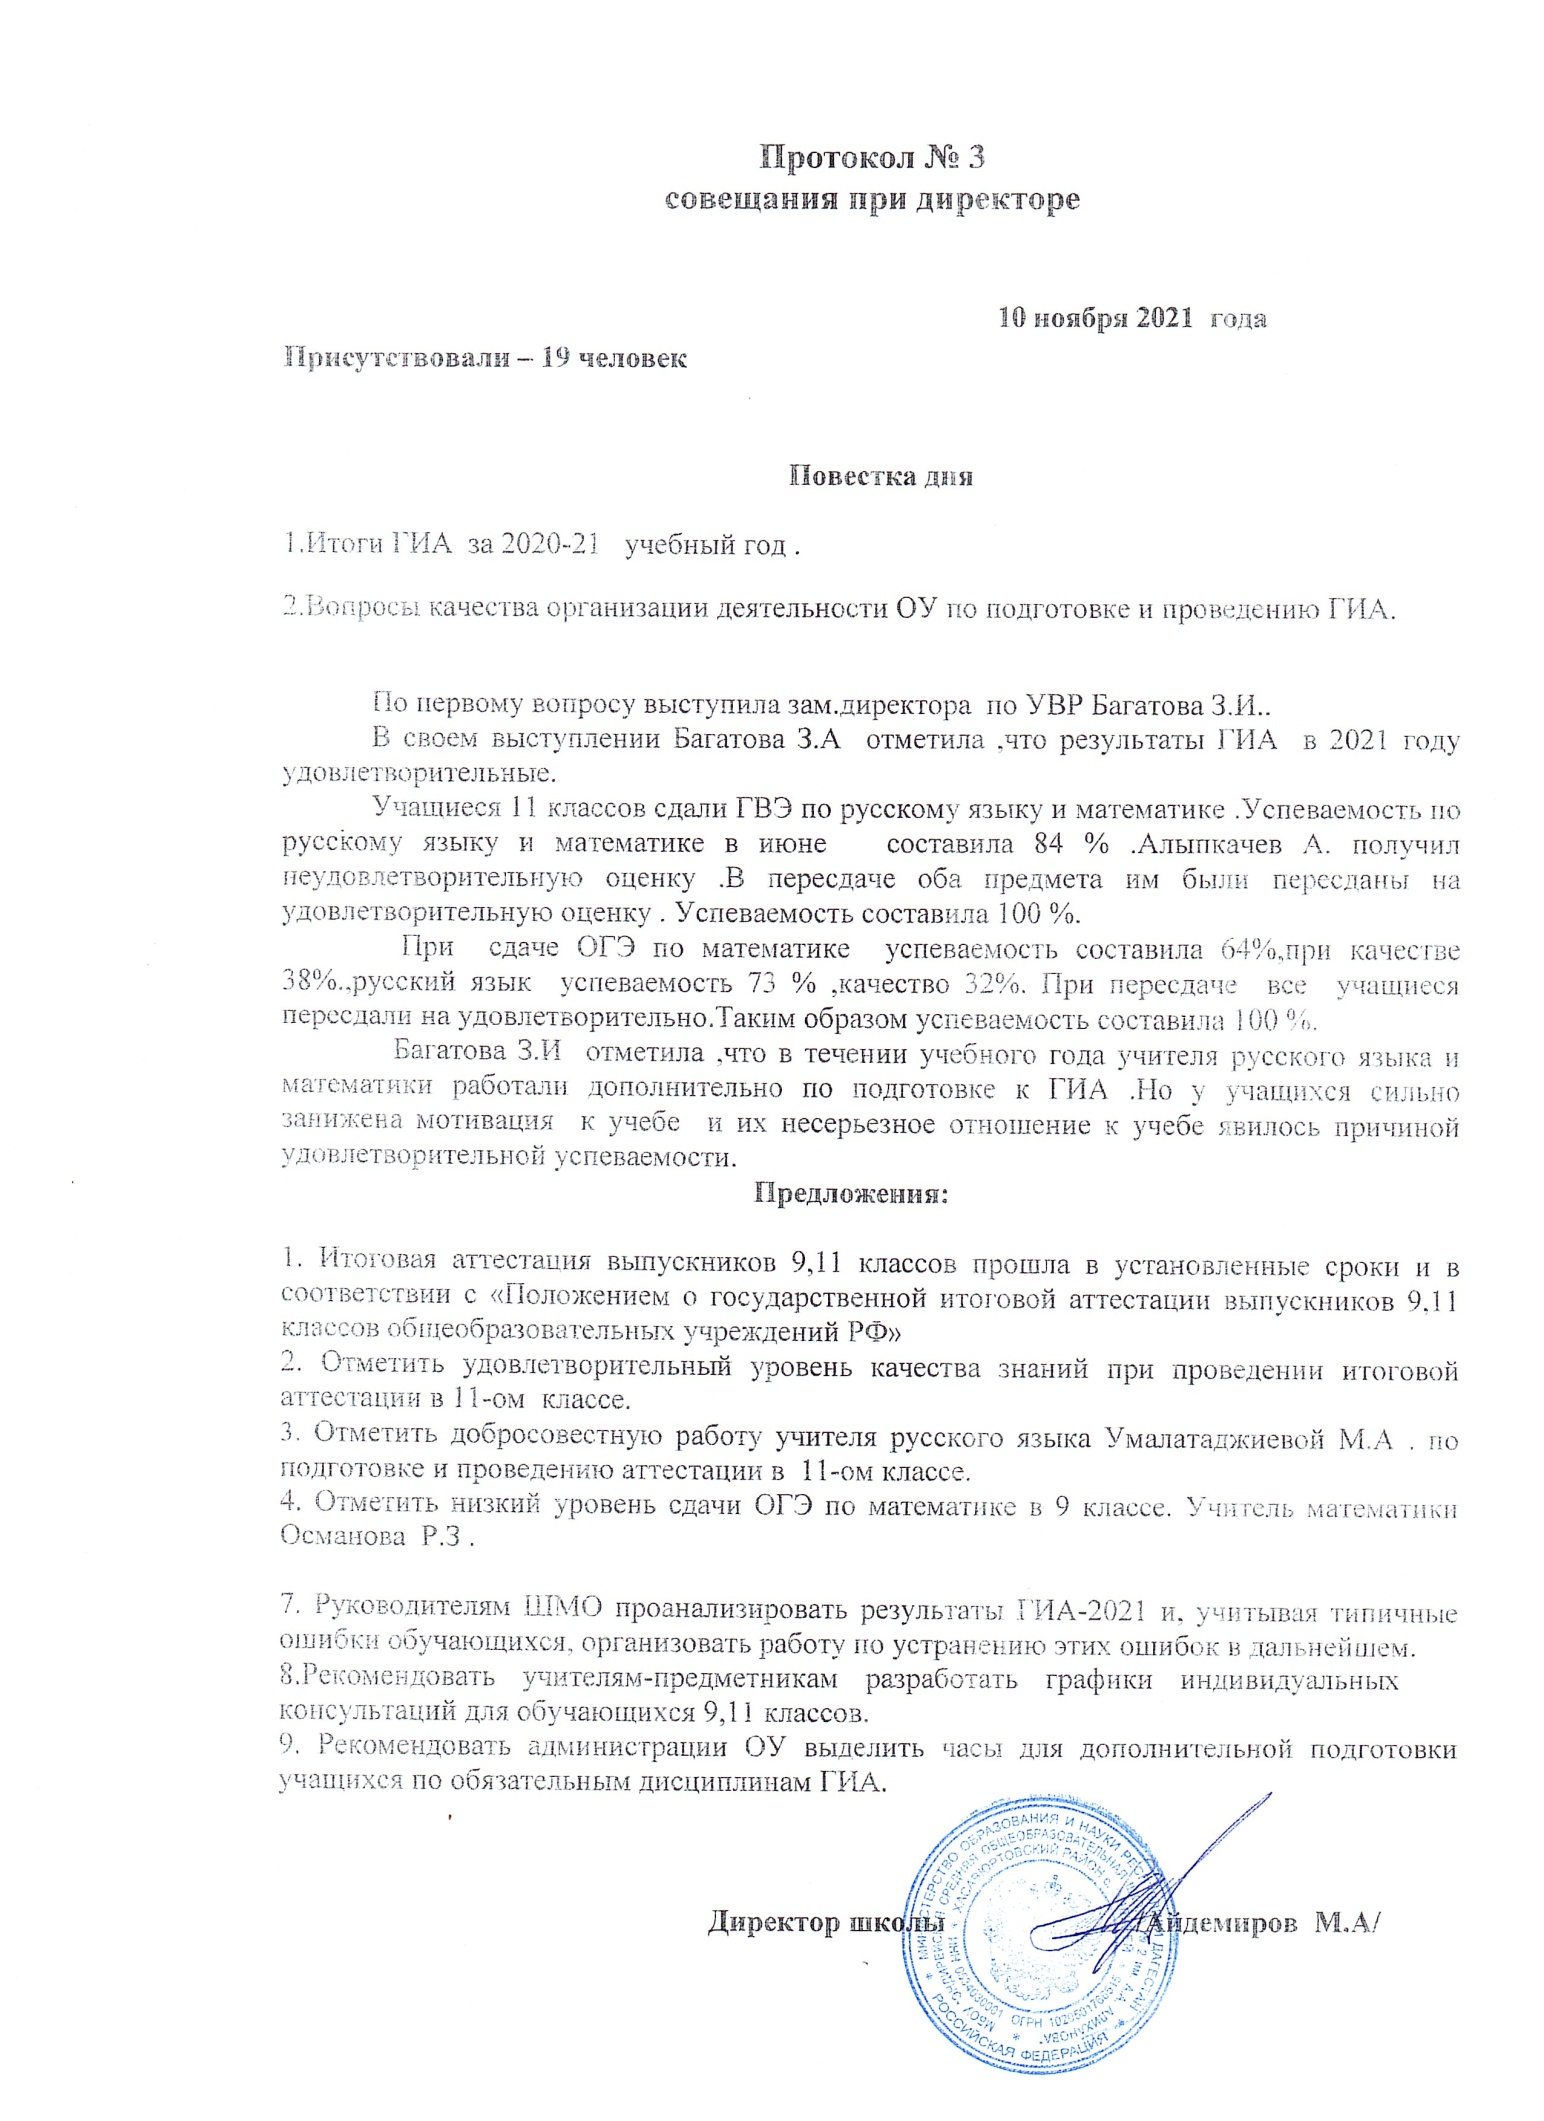 Протокол № 3
совещания при директоре
10 ноября 2021 года
Присутствовали – 19 человек
Повестка дня
1.Итоги ГИА за 2020-21 учебный год .
2.Вопросы качества организации деятельности ОУ по подготовке и проведению ГИА.
По первому вопросу выступила зам.директора по УВР Багатова З.И..
В своем выступлении Багатова З.А отметила ,что результаты ГИА в 2021 году
удовлетворительные.
Учащиеся 11 классов сдали ГВЭ по русскому языку и математике .Успеваемость по
русскому языку и математике в июне составила 84 % .Алыпкачев А. получил
неудовлетворительную оценку .В пересдаче оба предмета им были пересданы на
удовлетворительную оценку . Успеваемость составила 100 %.
При сдаче ОГЭ по математике успеваемость составила 64%,при качестве
38%.,русский язык успеваемость 73 % ,качество 32%. При пересдаче все учащиеся
пересдали на удовлетворительно.Таким образом успеваемость составила 100 %.
Багатова З.И отметила ,что в течении учебного года учителя русского языка и
математики работали дополнительно по подготовке к ГИА .Но у учащихся сильно
занижена мотивация к учебе и их несерьезное отношение к учебе явилось причиной
удовлетворительной успеваемости.
Предложения:
1. Итоговая аттестация выпускников 9,11 классов прошла в установленные сроки и в
соответствии с «Положением о государственной итоговой аттестации выпускников 9,11
классов общеобразовательных учреждений РФ»
2. Отметить удовлетворительный уровень качества знаний при проведении итоговой
аттестации в 11-ом классе.
3. Отметить добросовестную работу учителя русского языка Умалатаджиевой М.А . по
подготовке и проведению аттестации в 11-ом классе.
4. Отметить низкий уровень сдачи ОГЭ по математике в 9 классе. Учитель математики
Османова Р.З .
7. Руководителям ШМО проанализировать результаты ГИА-2021 и, учитывая типичные
ошибки обучающихся, организовать работу по устранению этих ошибок в дальнейшем.
8.Рекомендовать учителям-предметникам разработать графики индивидуальных
консультаций для обучающихся 9,11 классов.
9. Рекомендовать администрации ОУ выделить часы для дополнительной подготовки
учащихся по обязательным дисциплинам ГИА.
Директор школы /Айдемиров М.А/
МИНИСТЕРСТВО ОБРАЗОВАНИЯ И НАУКИ ДАГЕСТАН
РОССИЙСКАЯ ФЕДЕРАЦИЯ
СРЕДНЯЯ ОБЩЕОБРАЗОВАТЕЛЬНАЯ
ХАСАВЮРТОВСКИЙ РАЙОН с.
ОГРН